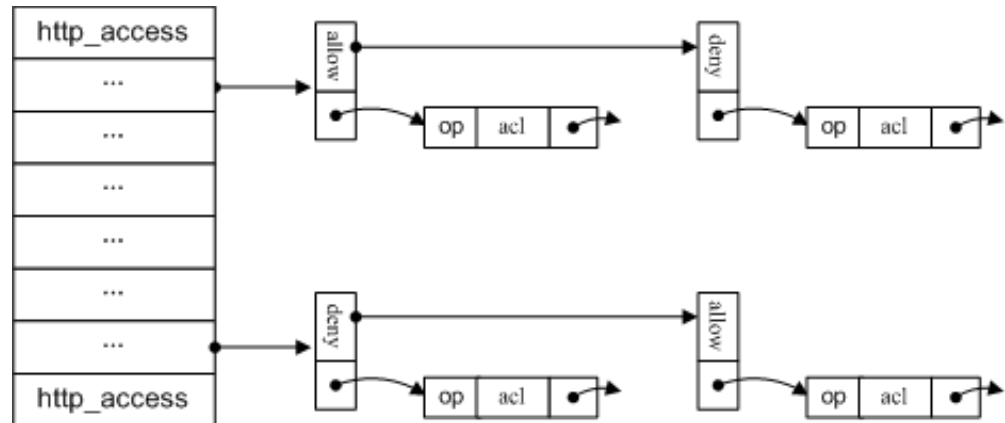 http_access
...
...
...
...
...
...
http_access
allow
deny
op acl
op acl
deny
allow
op acl
op acl